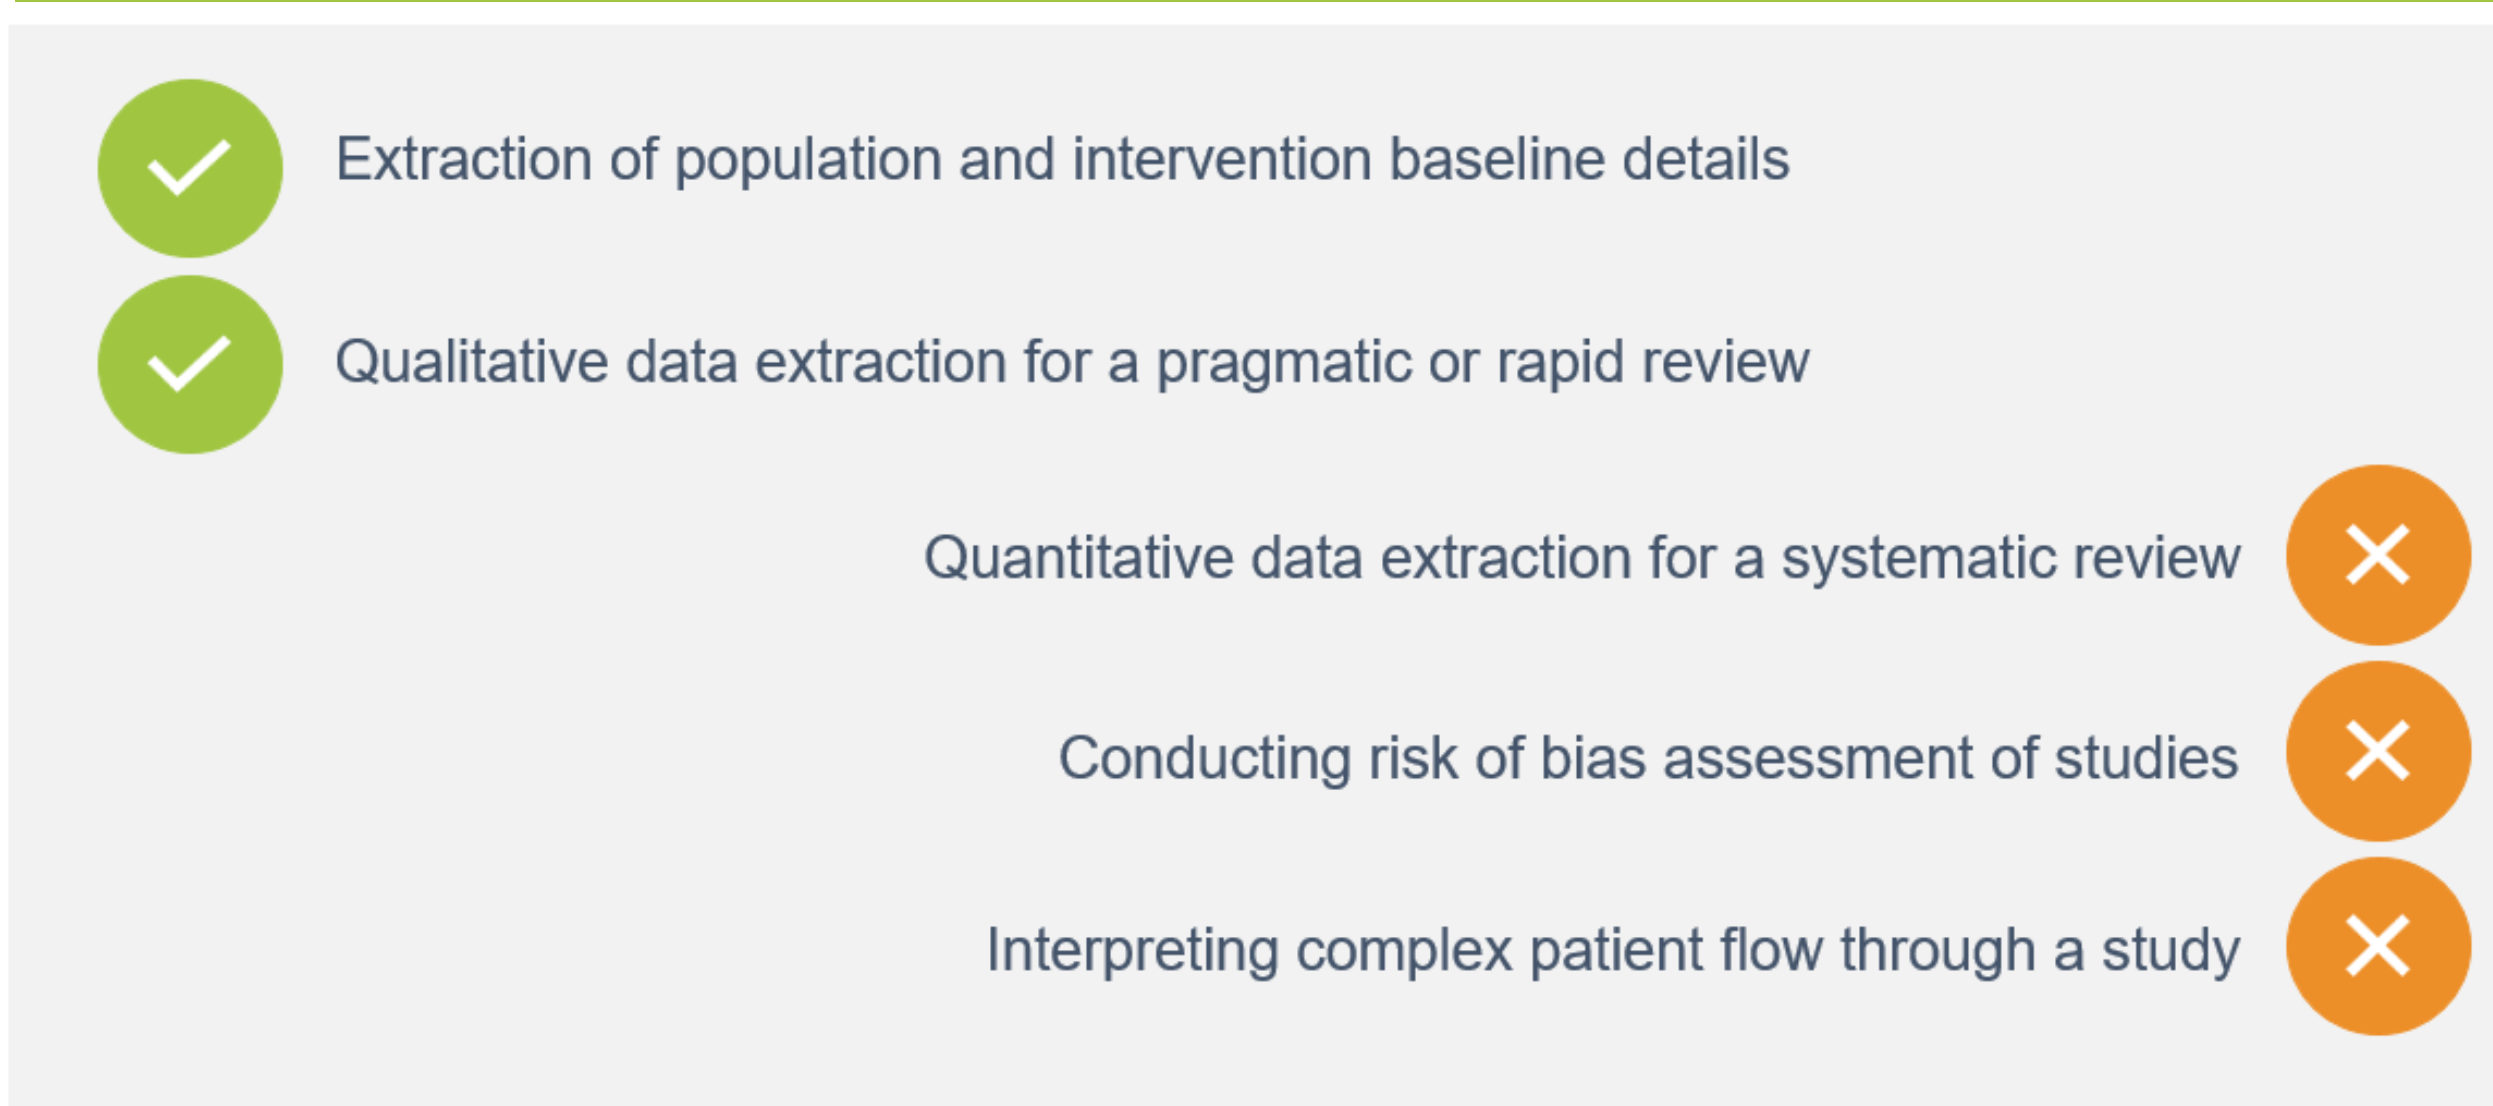 Extraction of population and intervention baseline details
Qualitative data extraction for a pragmatic or rapid review
Quantitative data extraction for a systematic review
Conducting risk of bias assessment of studies
Interpreting complex patient flow through a study